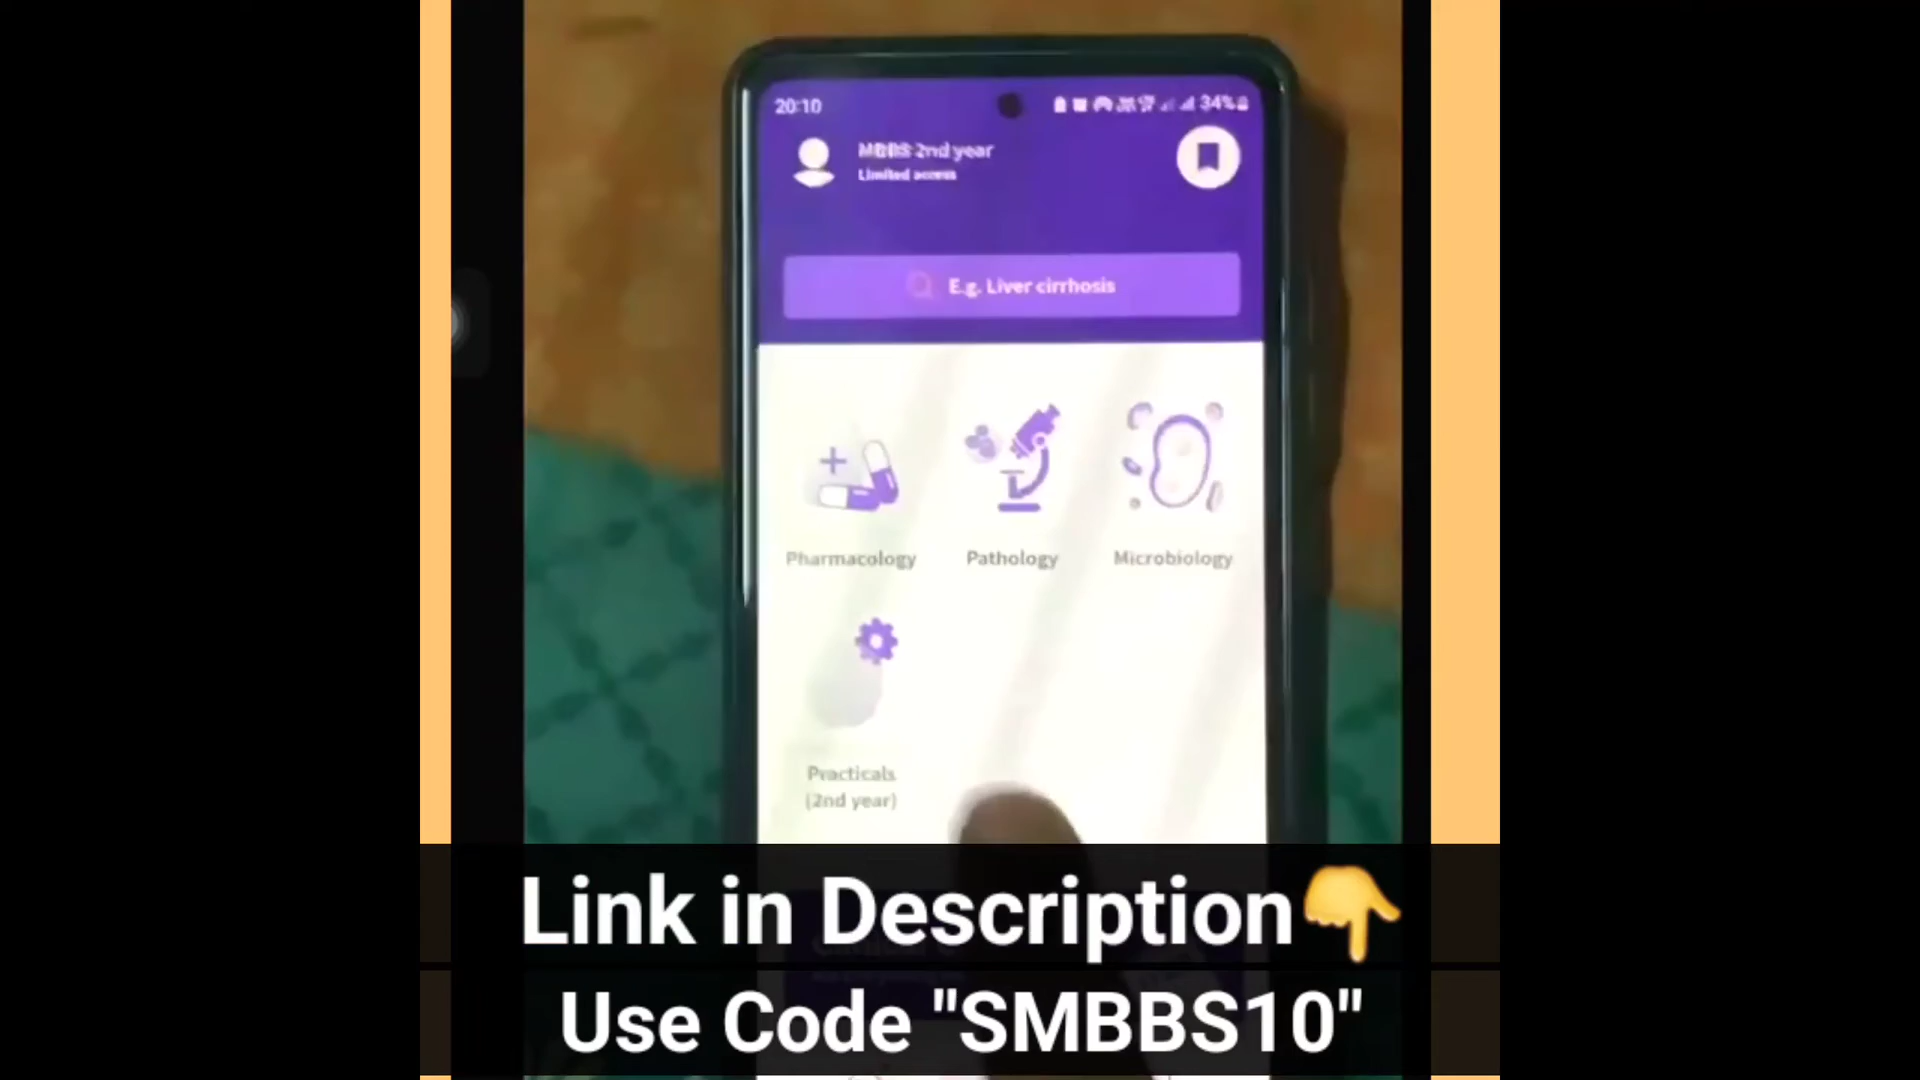 20:10
34%
MBBS 2nd year
Limited access
E.g. Liver cirrhosis
Pharmacology
Pathology
Microbiology
Practicals
(2nd year)
Link in Description👇
Use Code "SMBBS10"